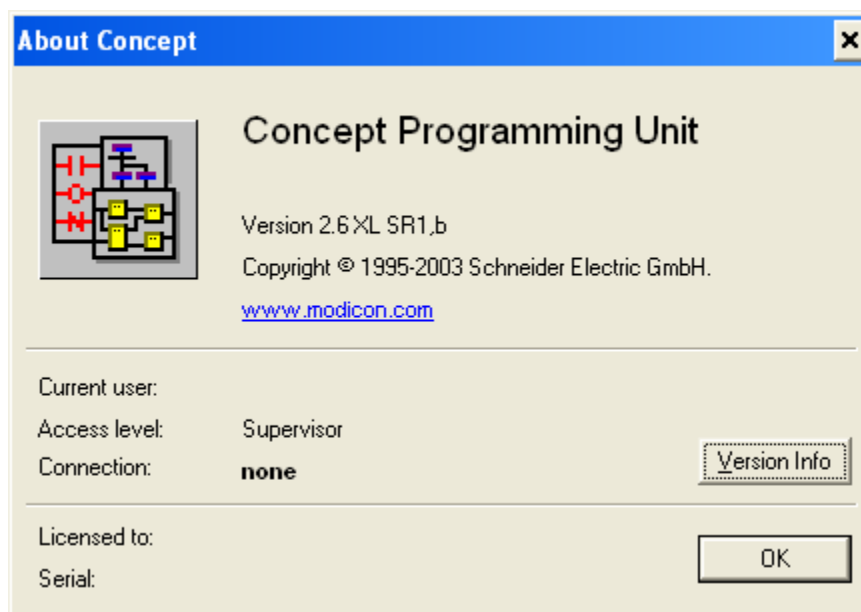 About Concept
Concept Programming Unit
Version 2.6 XL SR1,b
Copyright © 1995-2003 Schneider Electric GmbH.
www.modicon.com
Current user:
Access level: Supervisor
Connection: none
Version Info
Licensed to:
OK
Serial: